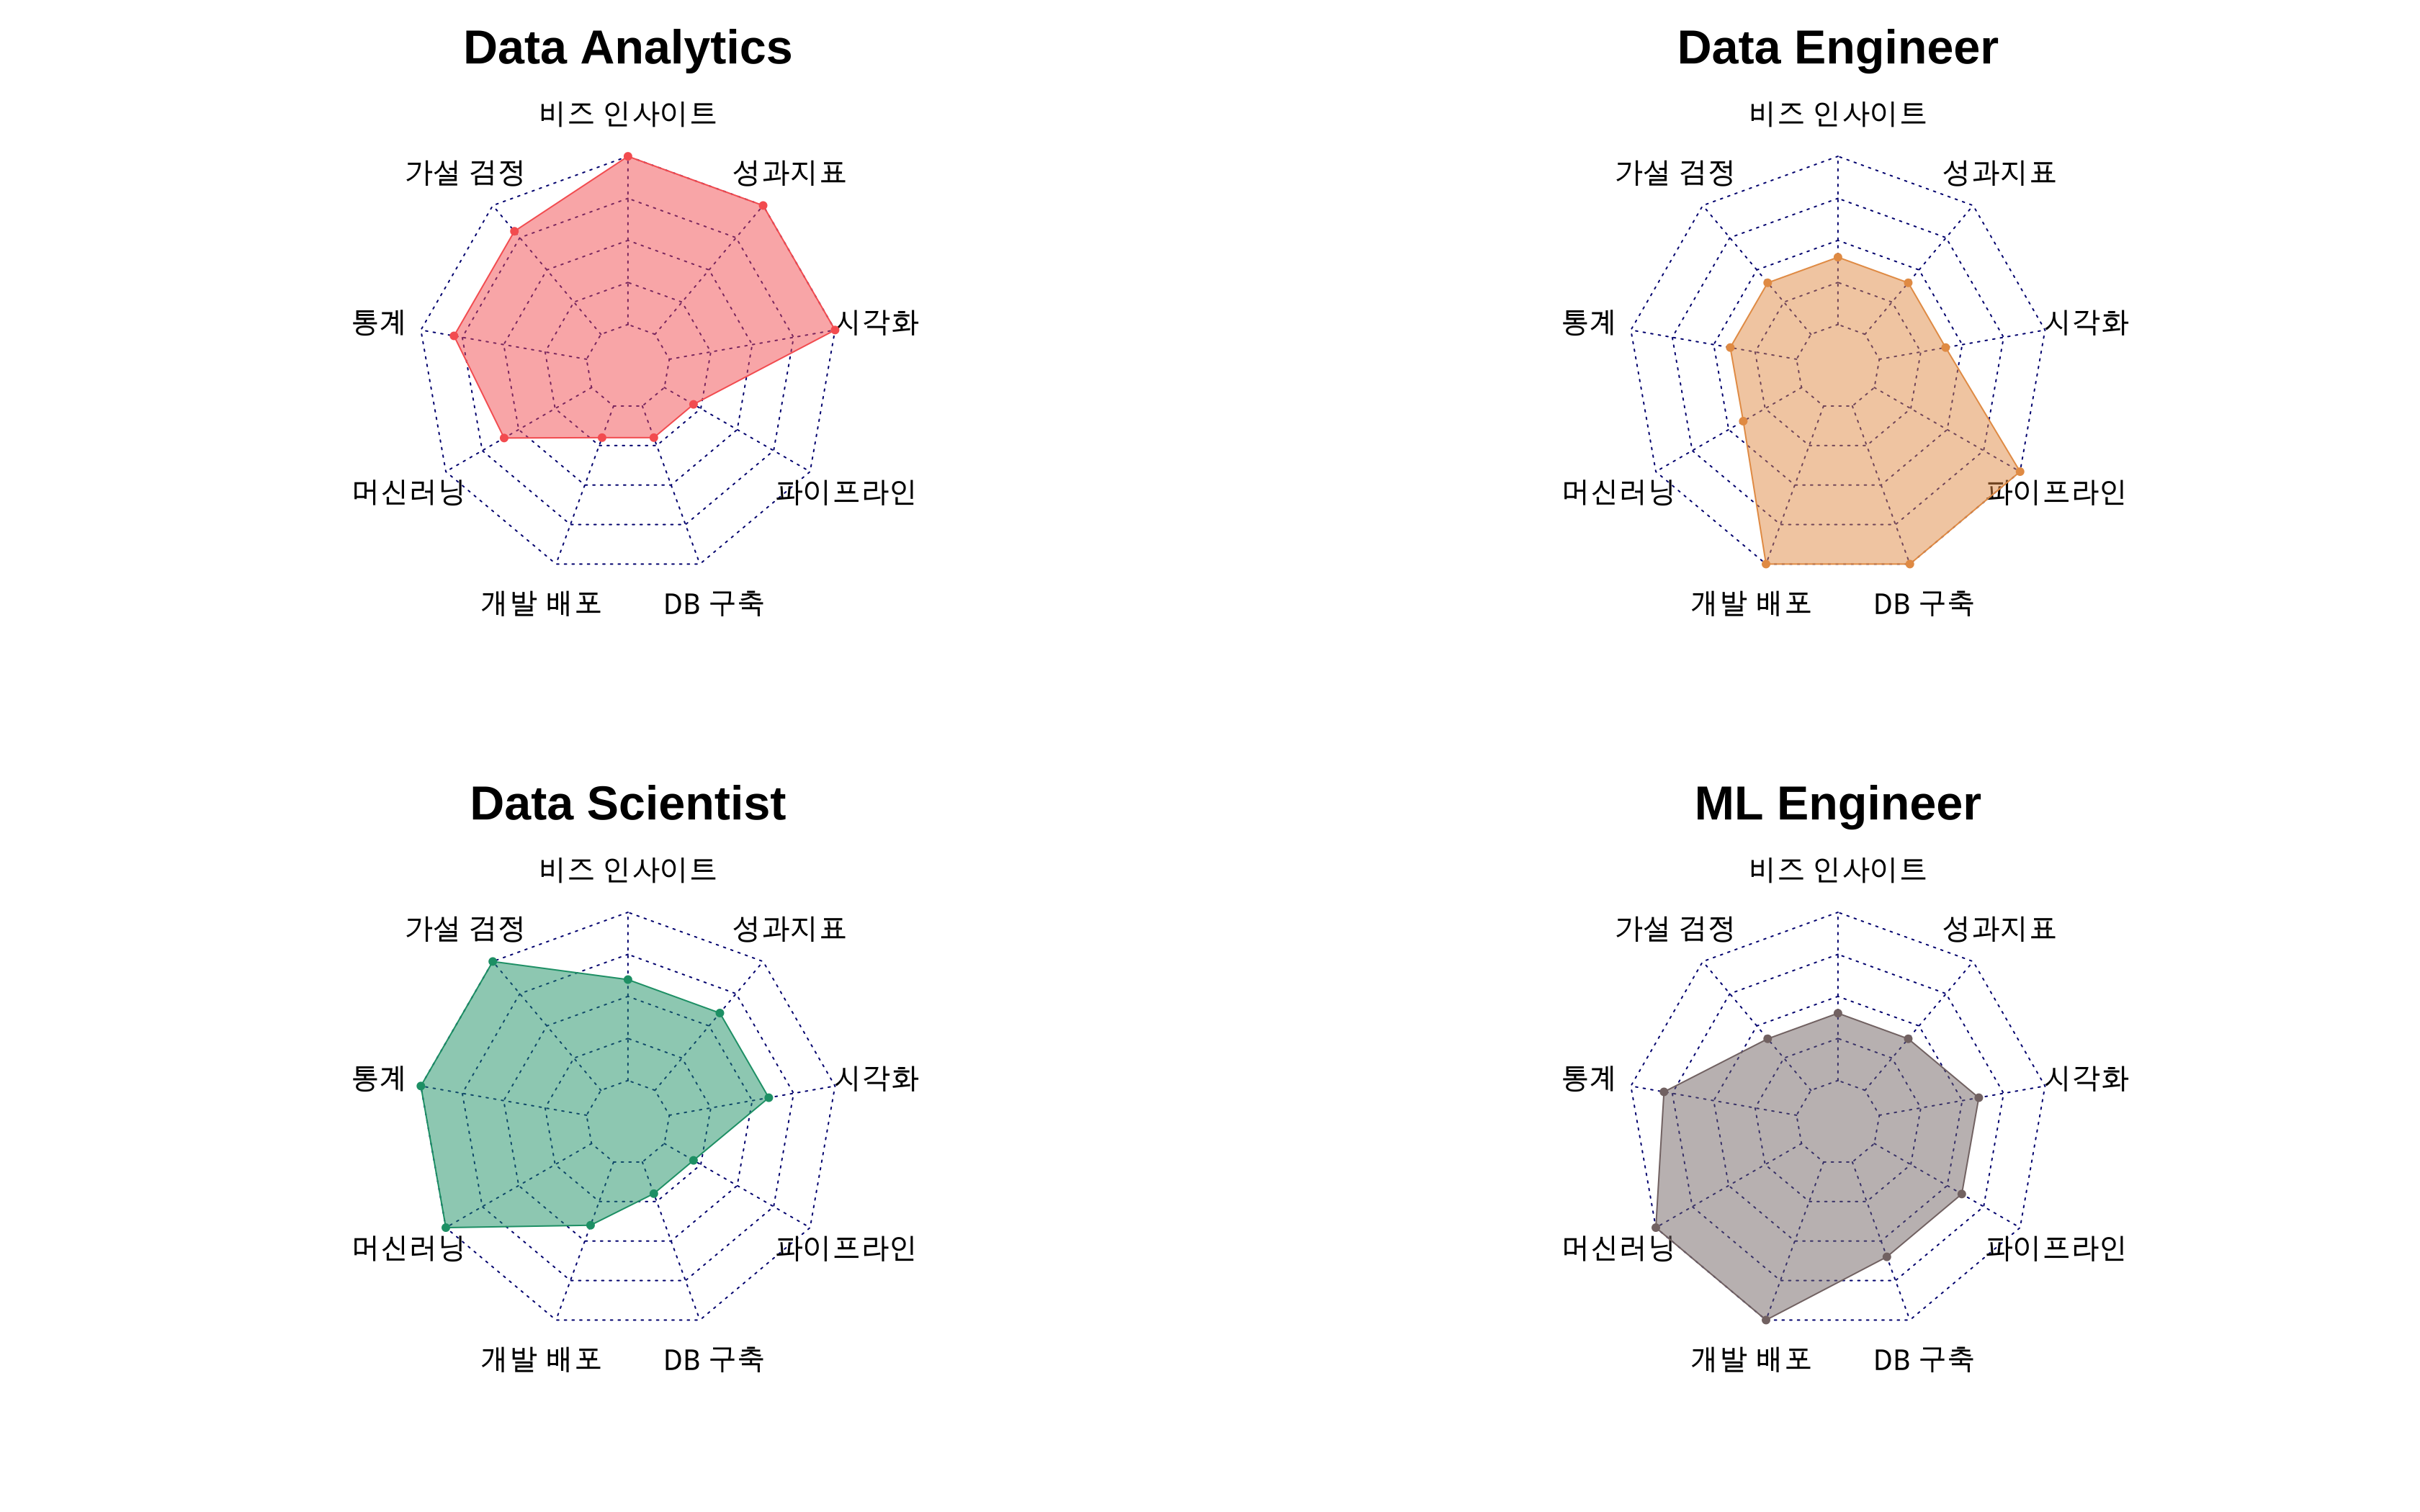 Data Analytics
비즈 인사이트
가설 검정
성과지표
통계
시각화
머신러닝
파이프라인
개발 배포
DB 구축
Data Engineer
비즈 인사이트
가설 검정
성과지표
통계
시각화
머신러닝
파이프라인
개발 배포
DB 구축
Data Scientist
비즈 인사이트
가설 검정
성과지표
통계
시각화
머신러닝
파이프라인
개발 배포
DB 구축
ML Engineer
비즈 인사이트
가설 검정
성과지표
통계
시각화
머신러닝
파이프라인
개발 배포
DB 구축